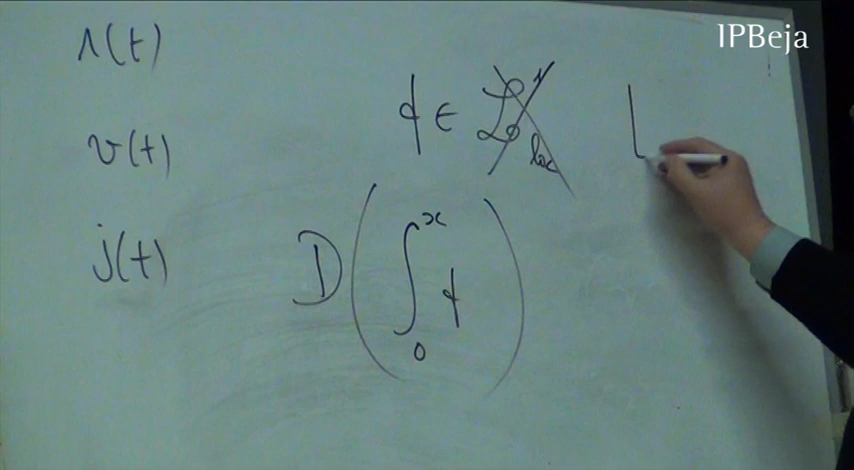 IPBeja
s(t)
v(t)
j(t)
f ∈ ℒ¹loc
D(∫₀ˣ f)
L